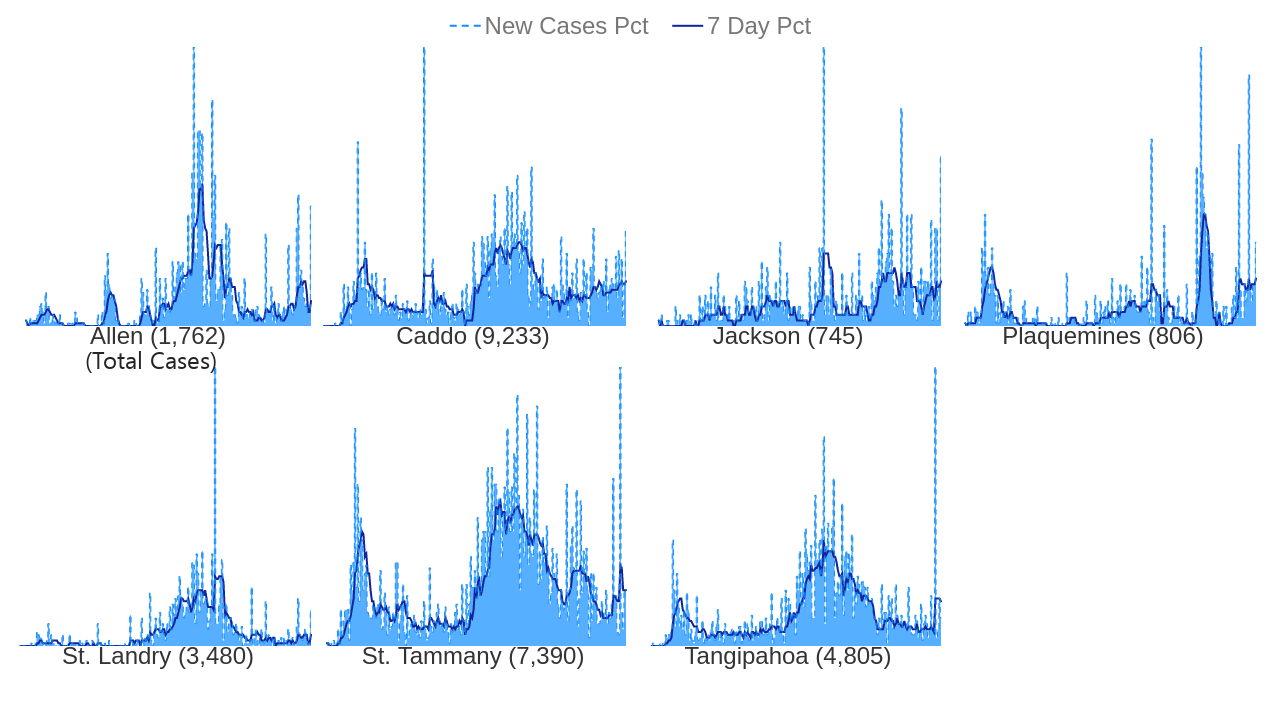 New Cases Pct 7 Day Pct
Allen (1,762) Caddo (9,233) Jackson (745) Plaquemines (806)
(Total Cases)
St. Landry (3,480) St. Tammany (7,390) Tangipahoa (4,805)